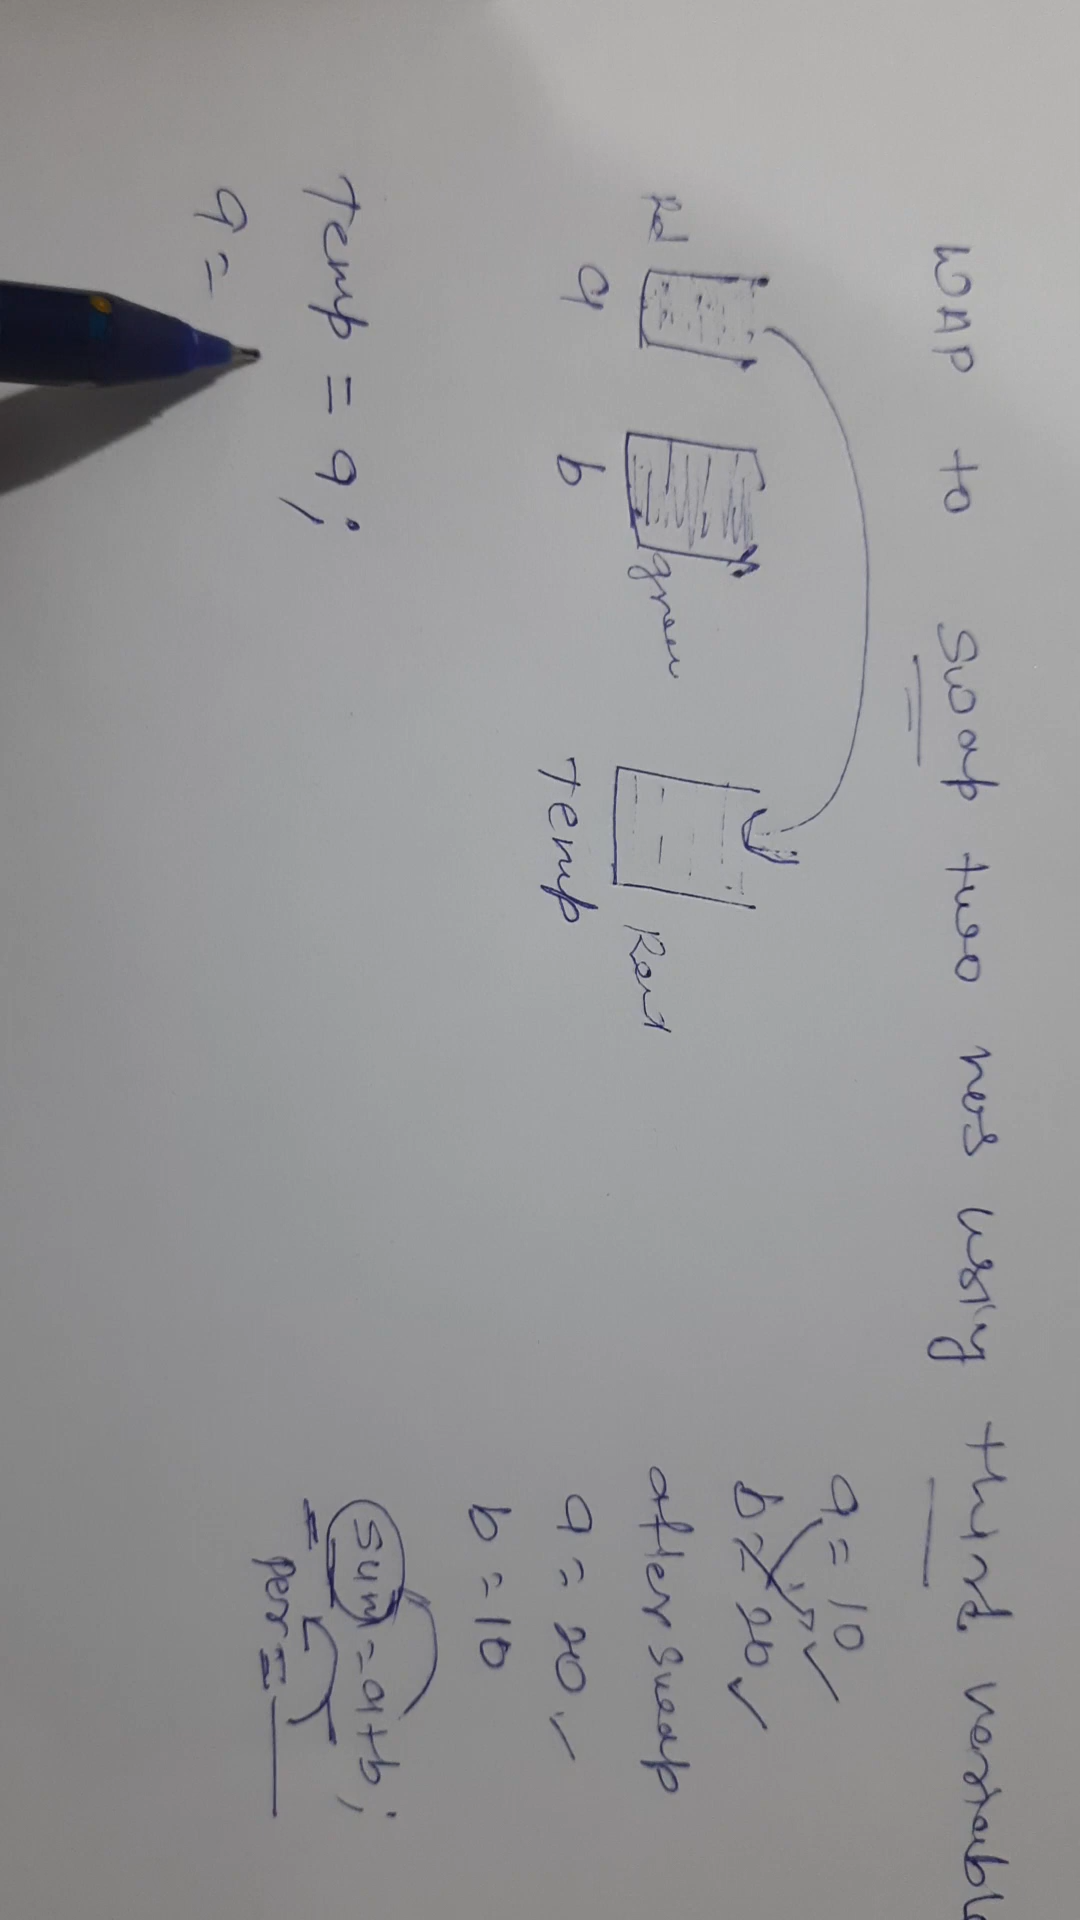 WAP to swap two nos using third variable
a = 10
b = 20
Rd
green
Red
a
b
Temp
after swap
a = 20
b = 10
Temp = a;
a =
Sum = a+b;
per =